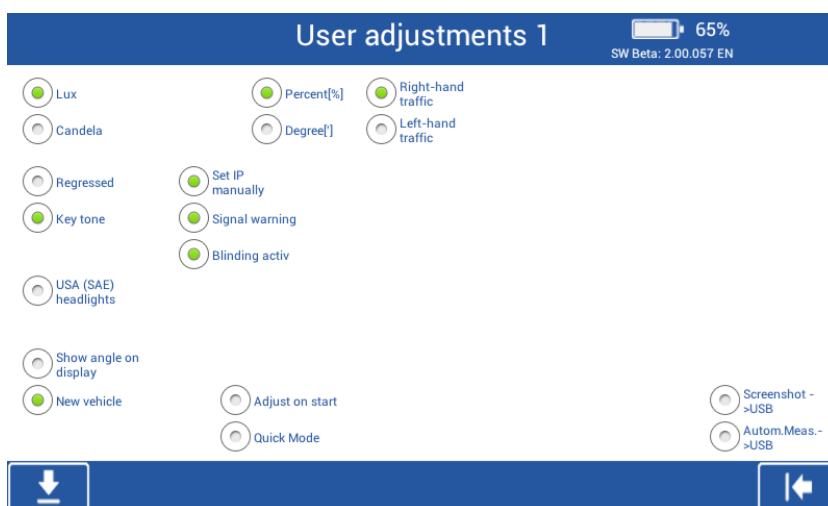 User adjustments 1
65%
SW Beta: 2.00.057 EN
Lux
Percent[%]
Right-hand
traffic
Candela
Degree[']
Left-hand
traffic
Regressed
Set IP
manually
Key tone
Signal warning
Blinding activ
USA (SAE)
headlights
Show angle on
display
New vehicle
Adjust on start
Screenshot -
>USB
Quick Mode
Autom.Meas.-
>USB